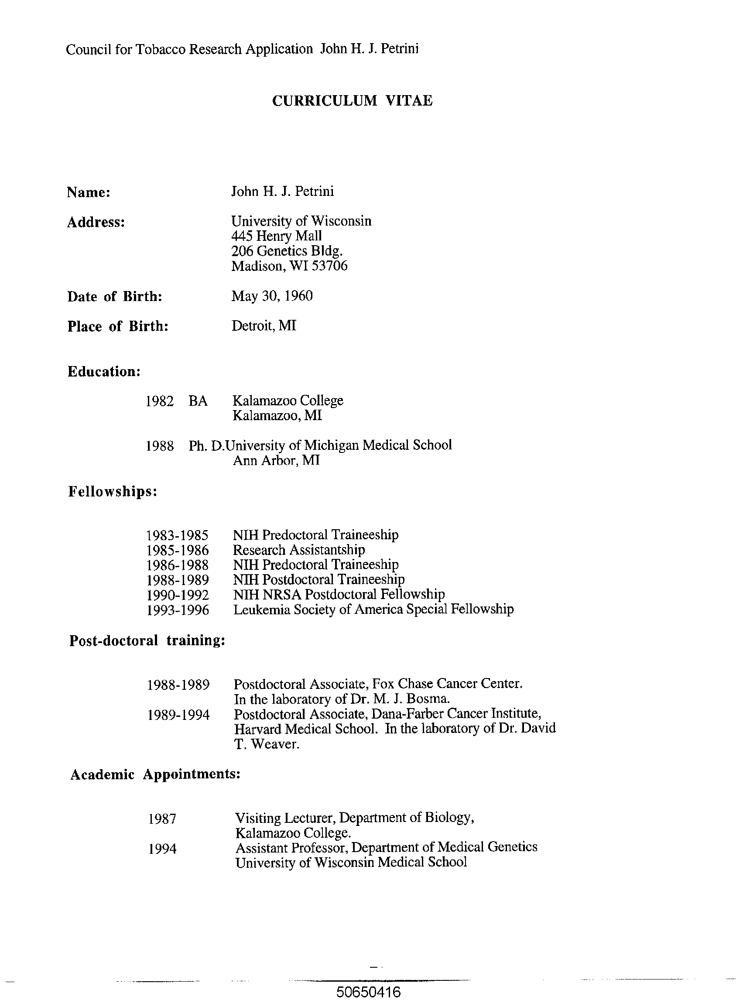 Council for Tobacco Research Application John H. J. Petrini
CURRICULUM VITAE
Name: John H. J. Petrini
Address: University of Wisconsin
445 Henry Mall
206 Genetics Bldg.
Madison, WI 53706
Date of Birth: May 30, 1960
Place of Birth: Detroit, MI
Education:
1982 BA Kalamazoo College
Kalamazoo, MI
1988 Ph. D.University of Michigan Medical School
Ann Arbor, MI
Fellowships:
1983-1985 NIH Predoctoral Traineeship
1985-1986 Research Assistantship
1986-1988 NIH Predoctoral Traineeship
1988-1989 NIH Postdoctoral Traineeship
1990-1992 NIH NRSA Postdoctoral Fellowship
1993-1996 Leukemia Society of America Special Fellowship
Post-doctoral training:
1988-1989 Postdoctoral Associate, Fox Chase Cancer Center.
In the laboratory of Dr. M. J. Bosma.
1989-1994 Postdoctoral Associate, Dana-Farber Cancer Institute,
Harvard Medical School. In the laboratory of Dr. David
T. Weaver.
Academic Appointments:
1987 Visiting Lecturer, Department of Biology,
Kalamazoo College.
1994 Assistant Professor, Department of Medical Genetics
University of Wisconsin Medical School
50650416